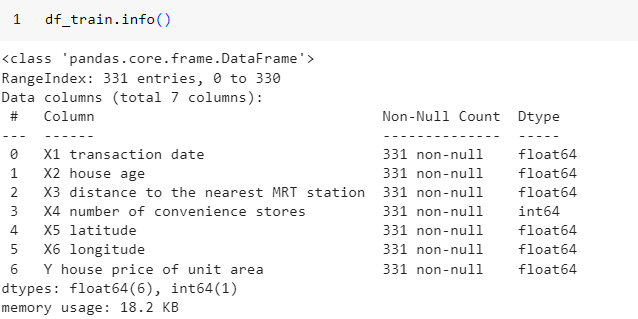 1 df_train.info()
<class 'pandas.core.frame.DataFrame'>
RangeIndex: 331 entries, 0 to 330
Data columns (total 7 columns):
 #   Column                                  Non-Null Count  Dtype
---  ------                                  --------------  -----
 0   X1 transaction date                     331 non-null    float64
 1   X2 house age                            331 non-null    float64
 2   X3 distance to the nearest MRT station  331 non-null    float64
 3   X4 number of convenience stores         331 non-null    int64
 4   X5 latitude                             331 non-null    float64
 5   X6 longitude                            331 non-null    float64
 6   Y house price of unit area              331 non-null    float64
dtypes: float64(6), int64(1)
memory usage: 18.2 KB